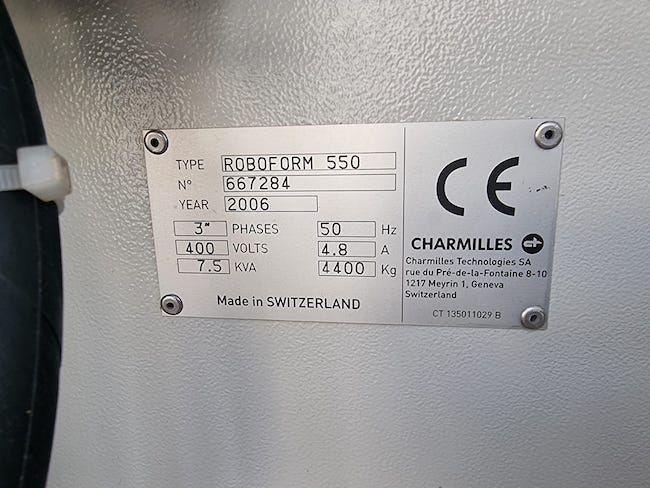 TYPE ROBOFORM 550
N° 667284
YEAR 2006
3~ PHASES 50 Hz
400 VOLTS 4.8 A
7.5 KVA 4400 Kg
Made in SWITZERLAND
CE
CHARMILLES
Charmilles Technologies SA
rue du Pré-de-la-Fontaine 8-10
1217 Meyrin 1, Geneva
Switzerland
CT 135011029 B